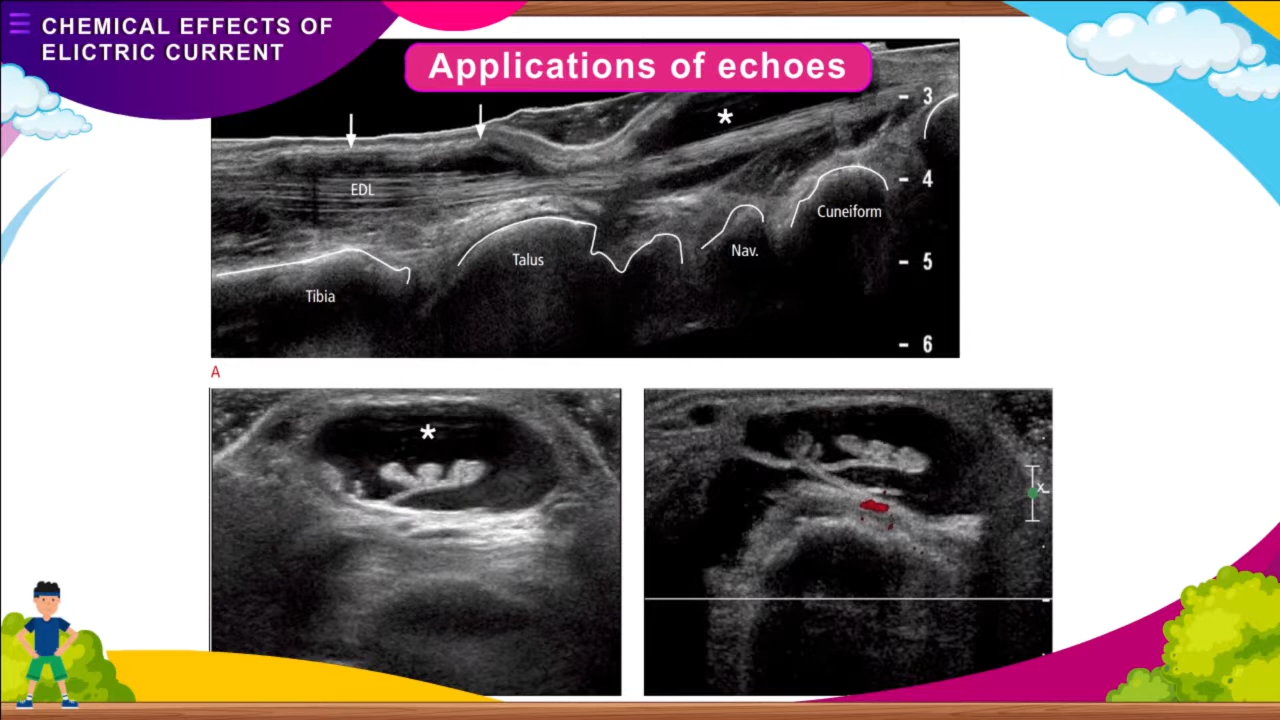 CHEMICAL EFFECTS OF
ELICTRIC CURRENT
Applications of echoes
*
- 3
EDL
- 4
Cuneiform
Talus
Nav.
- 5
Tibia
- 6
A
*
x